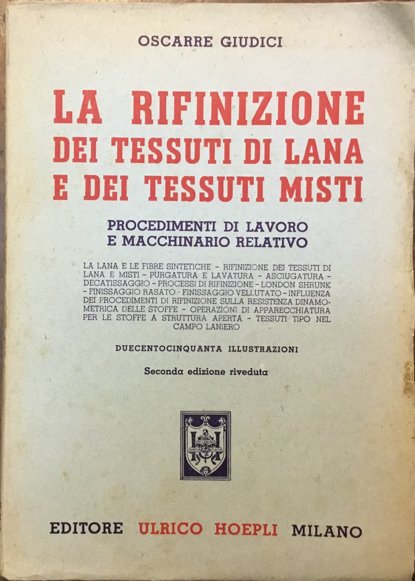 OSCARRE GIUDICI
LA RIFINIZIONE
DEI TESSUTI DI LANA
E DEI TESSUTI MISTI
PROCEDIMENTI DI LAVORO
E MACCHINARIO RELATIVO
LA LANA E LE FIBRE SINTETICHE - RIFINIZIONE DEI TESSUTI DI
LANA E MISTI - PURGATURA E LAVATURA - ASCIUGATURA -
DECATISSAGGIO - PROCESSI DI RIFINIZIONE - LONDON SHRUNK
- FINISSAGGIO RASATO - FINISSAGGIO VELLUTATO - INFLUENZA
DEI PROCEDIMENTI DI RIFINIZIONE SULLA RESISTENZA DINAMO-
METRICA DELLE STOFFE - OPERAZIONI DI APPARECCHIATURA
PER LE STOFFE A STRUTTURA APERTA - TESSUTI TIPO NEL
CAMPO LANIERO
DUECENTOCINQUANTA ILLUSTRAZIONI
Seconda edizione riveduta
EDITORE ULRICO HOEPLI MILANO